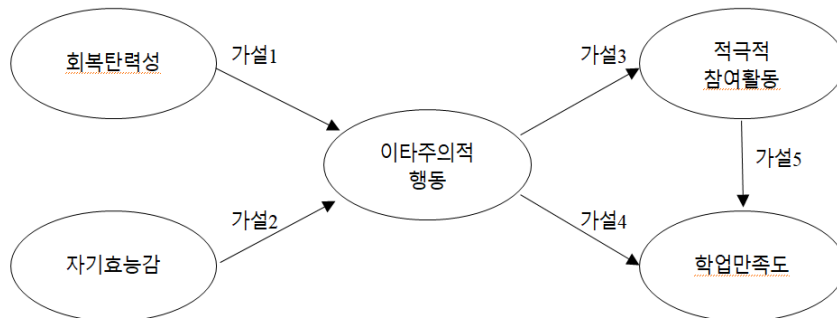 회복탄력성
가설1
가설3
적극적
참여활동
이타주의적
행동
가설5
가설2
가설4
자기효능감
학업만족도